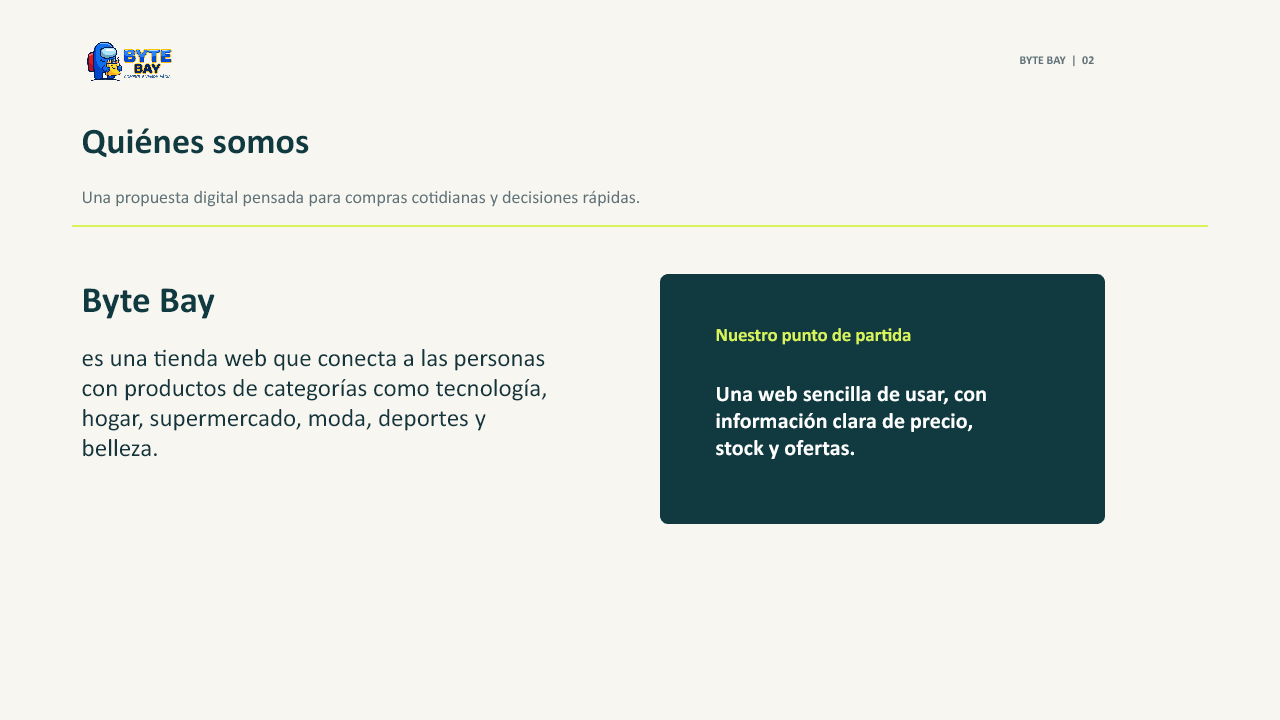 BYTE
BAY
BYTE BAY | 02
Quiénes somos
Una propuesta digital pensada para compras cotidianas y decisiones rápidas.
Byte Bay
es una tienda web que conecta a las personas
con productos de categorías como tecnología,
hogar, supermercado, moda, deportes y
belleza.
Nuestro punto de partida
Una web sencilla de usar, con
información clara de precio,
stock y ofertas.